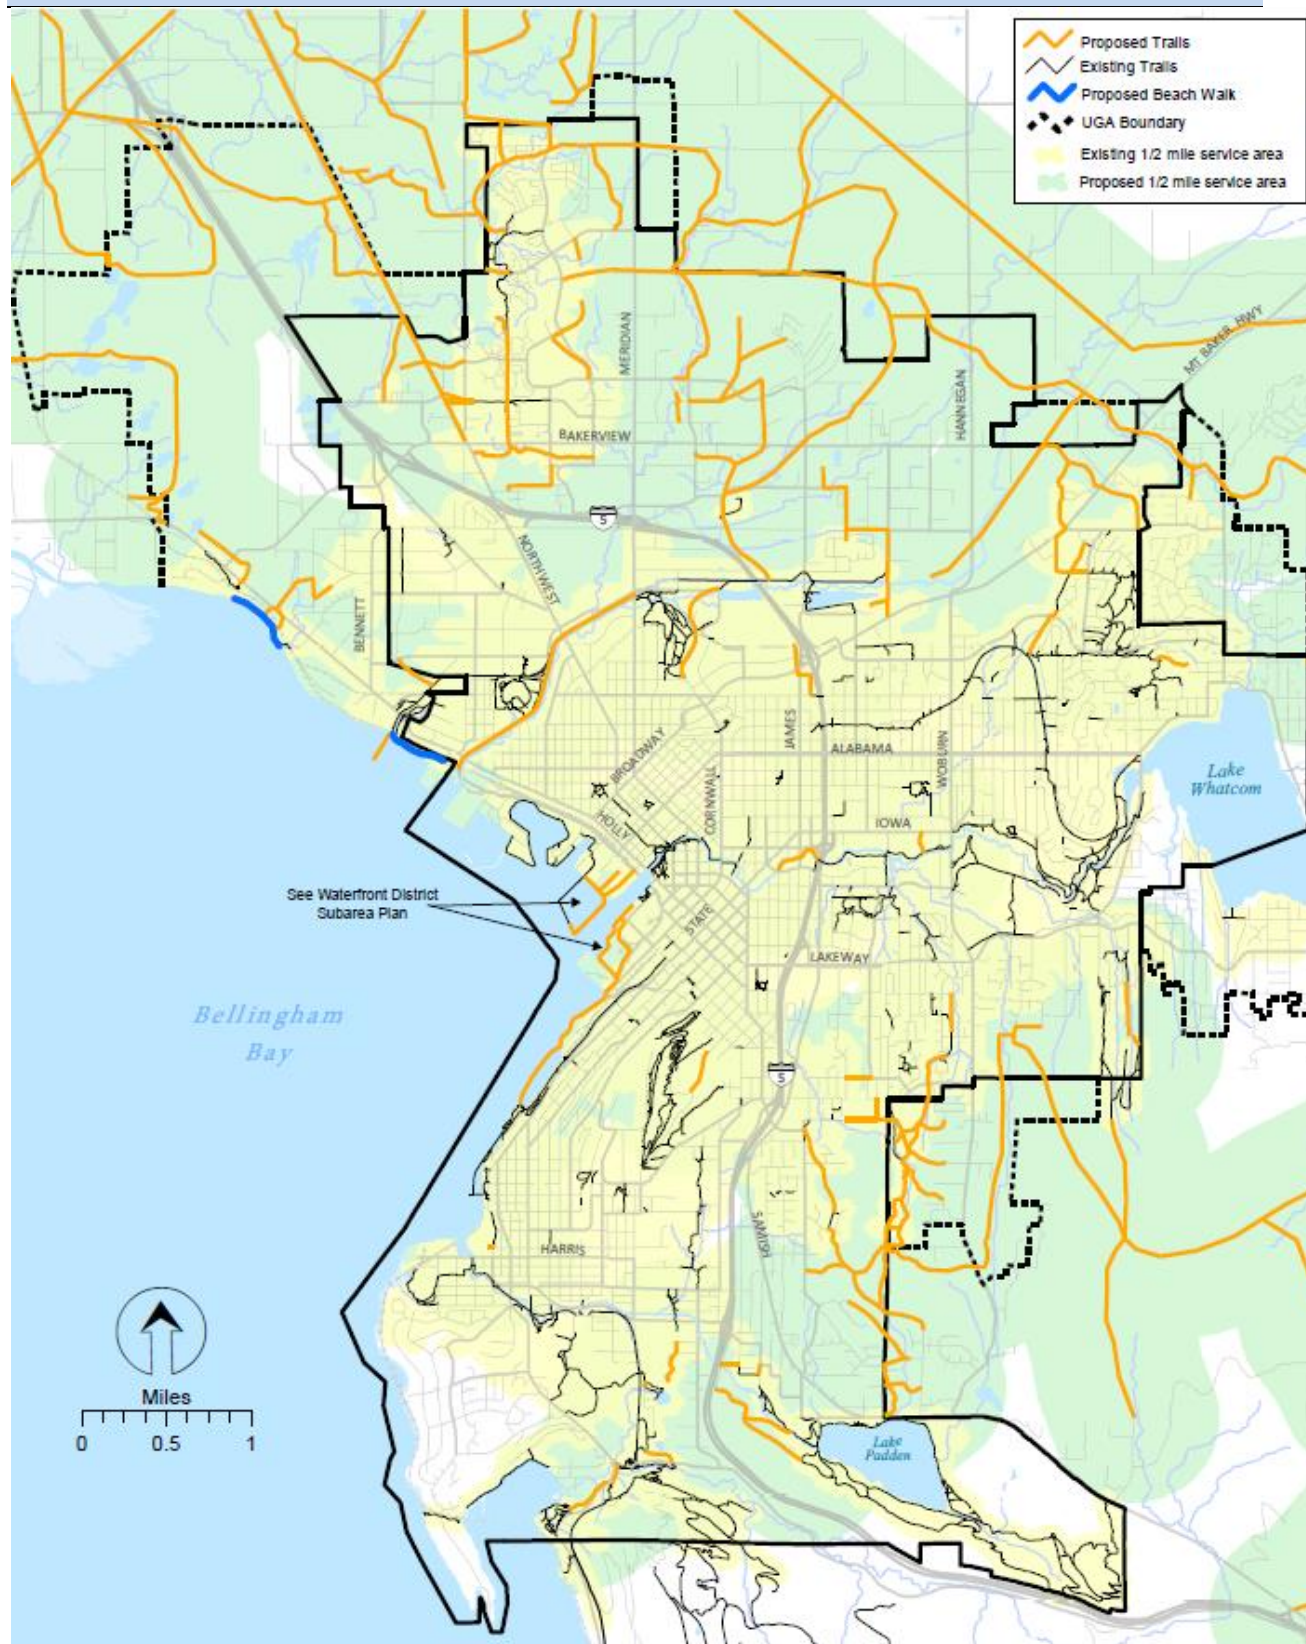 Proposed Trails
Existing Trails
Proposed Beach Walk
UGA Boundary
Existing 1/2 mile service area
Proposed 1/2 mile service area
MT BAKER HWY
MERIDIAN
HANNEGAN
BAKERVIEW
5
NORTHWEST
BENNETT
JAMES
ALABAMA
WOBURN
BROADWAY
CORNWALL
HOLLY
IOWA
Lake
Whatcom
See Waterfront District
Subarea Plan
STATE
LAKEWAY
Bellingham
Bay
5
SAMISH
HARRIS
Miles
0 0.5 1
Lake
Padden